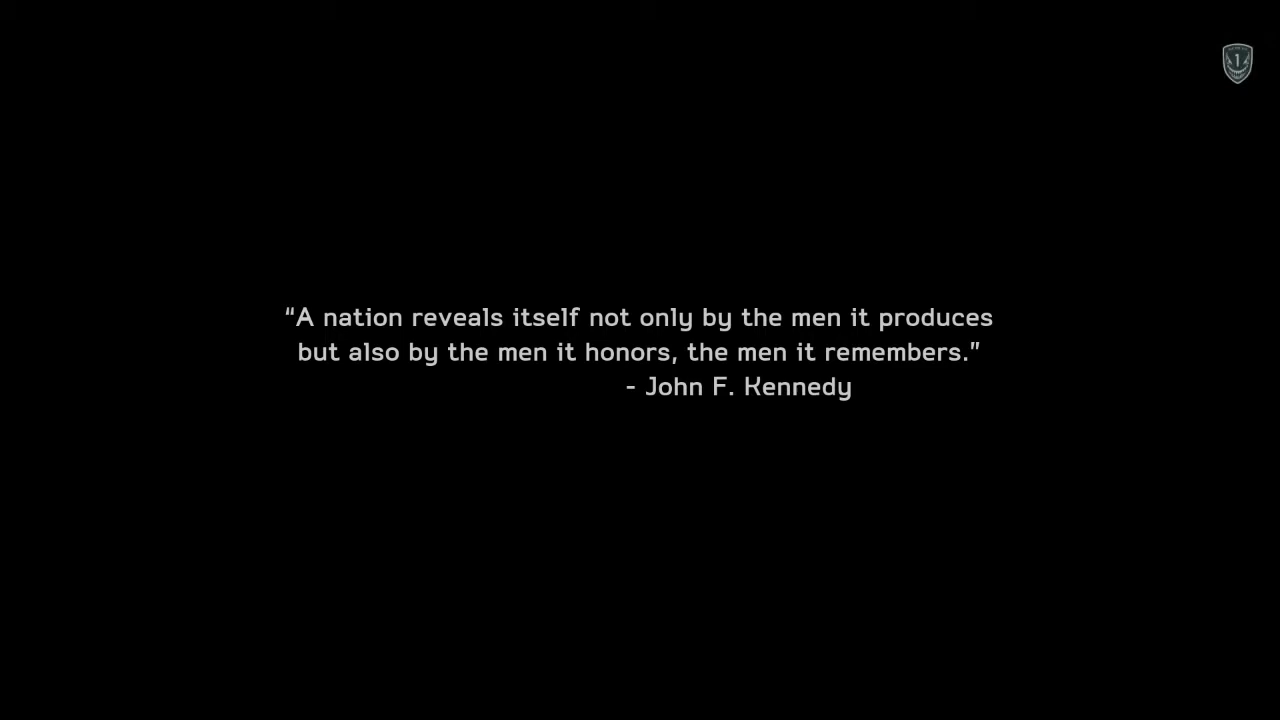 1
“A nation reveals itself not only by the men it produces
but also by the men it honors, the men it remembers.”
- John F. Kennedy